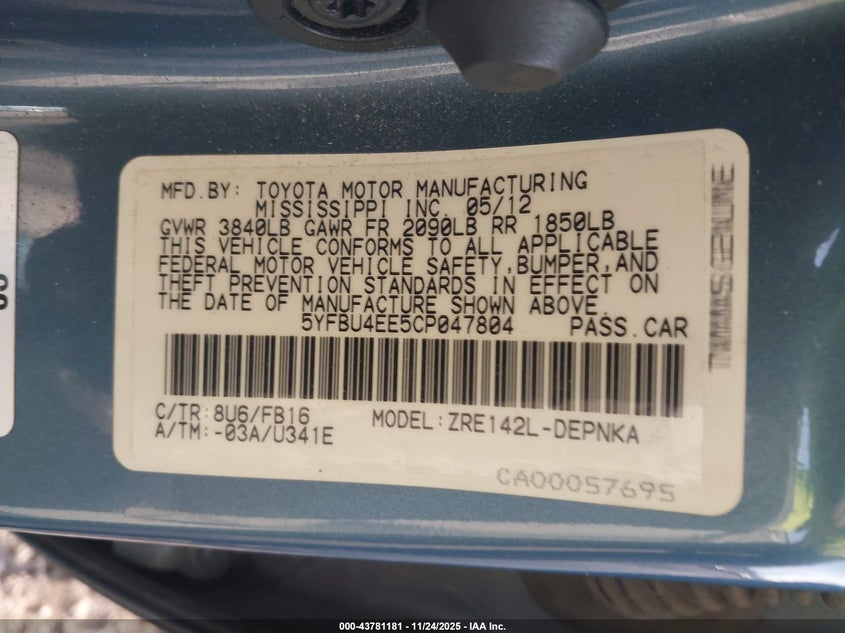 MFD.BY: TOYOTA MOTOR MANUFACTURING
MISSISSIPPI INC. 05/12
GVWR 3840LB GAWR FR 2090LB RR 1850LB
THIS VEHICLE CONFORMS TO ALL APPLICABLE
FEDERAL MOTOR VEHICLE SAFETY,BUMPER,AND
THEFT PREVENTION STANDARDS IN EFFECT ON
THE DATE OF MANUFACTURE SHOWN ABOVE.
5YFBU4EE5CP047804 PASS.CAR
C/TR:8U6/FB16 MODEL:ZRE142L-DEPNKA
A/TM:-03A/U341E
CA00057695
000-43781181 - 11/24/2025 - IAA Inc.